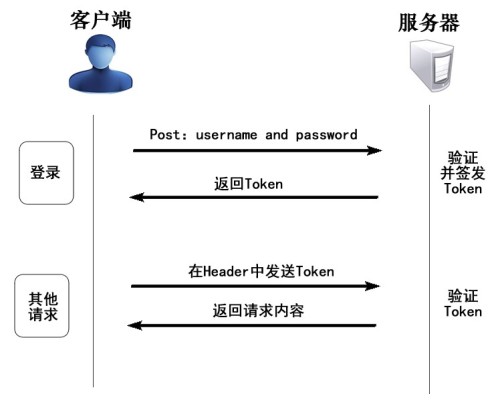 客户端
服务器
Post: username and password
登录
返回Token
验证
并签发
Token
在Header中发送Token
其他
请求
返回请求内容
验证
Token